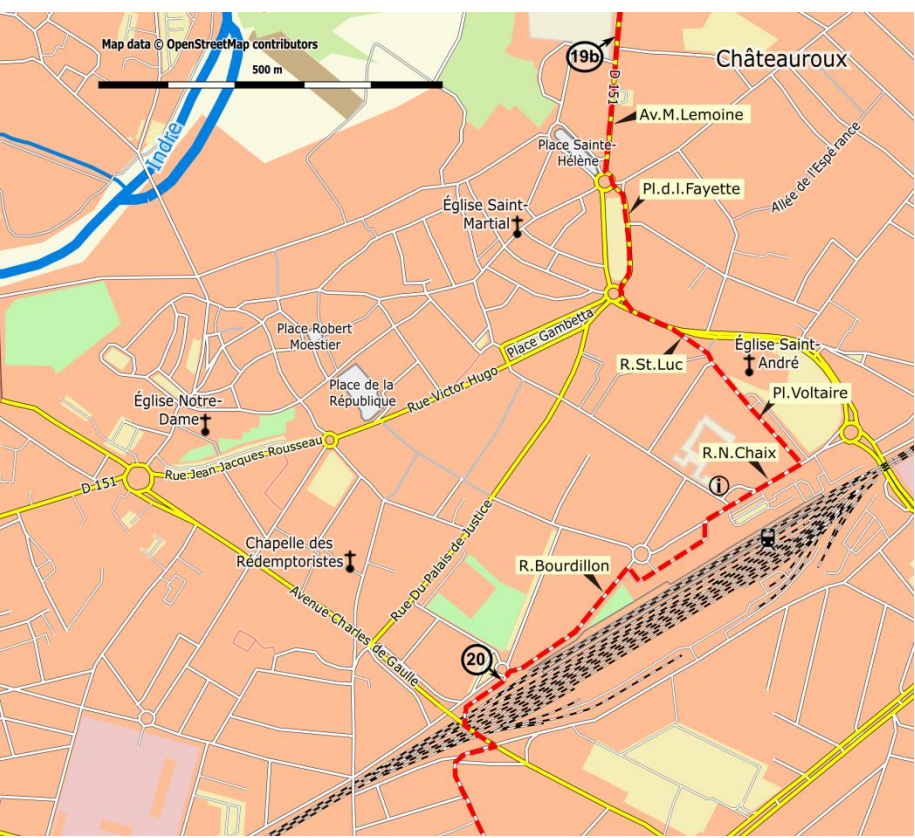 Map data © OpenStreetMap contributors
500 m
19b
Châteauroux
D 151
Av.M.Lemoine
Indre
Place Sainte-
Hélène
Allée de l'Espérance
Pl.d.l.Fayette
Église Saint-
Martial
Place Gambetta
Place Robert
Moestier
R.St.Luc
Église Saint-
André
Place de la
République
Rue Victor Hugo
Pl.Voltaire
Église Notre-
Dame
Rue Jean Jacques Rousseau
R.N.Chaix
D 151
i
Rue Du Palais de Justice
Chapelle des
Rédemptoristes
R.Bourdillon
Avenue Charles de Gaulle
20